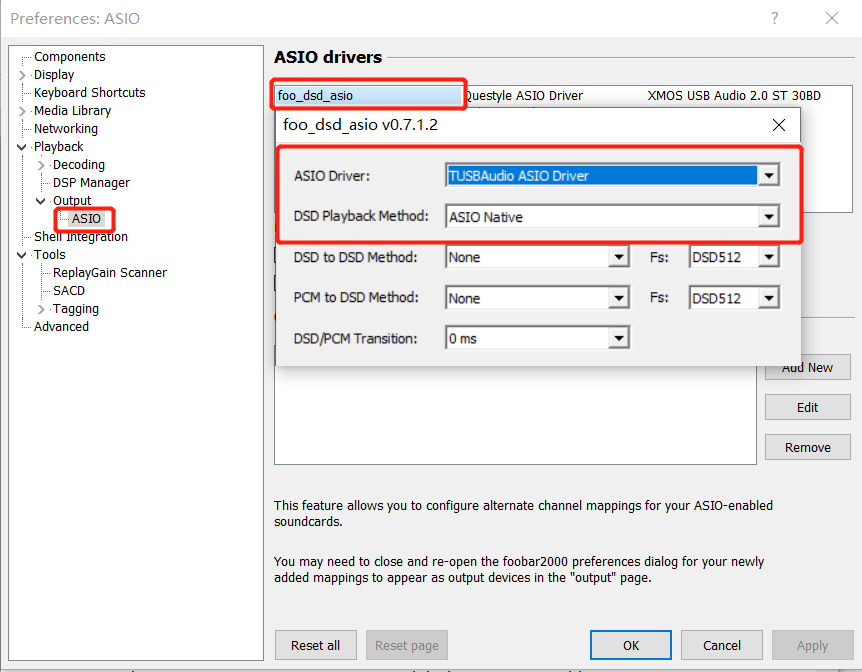 Preferences: ASIO
Components
Display
Keyboard Shortcuts
Media Library
Networking
Playback
Decoding
DSP Manager
Output
ASIO
Shell Integration
Tools
ReplayGain Scanner
SACD
Tagging
Advanced
ASIO drivers
foo_dsd_asio
Questyle ASIO Driver
XMOS USB Audio 2.0 ST 30BD
foo_dsd_asio v0.7.1.2
ASIO Driver: TUSBAudio ASIO Driver
DSD Playback Method: ASIO Native
DSD to DSD Method: None Fs: DSD512
PCM to DSD Method: None Fs: DSD512
DSD/PCM Transition: 0 ms
Add New
Edit
Remove
This feature allows you to configure alternate channel mappings for your ASIO-enabled
soundcards.
You may need to close and re-open the foobar2000 preferences dialog for your newly
added mappings to appear as output devices in the "output" page.
Reset all
Reset page
OK
Cancel
Apply